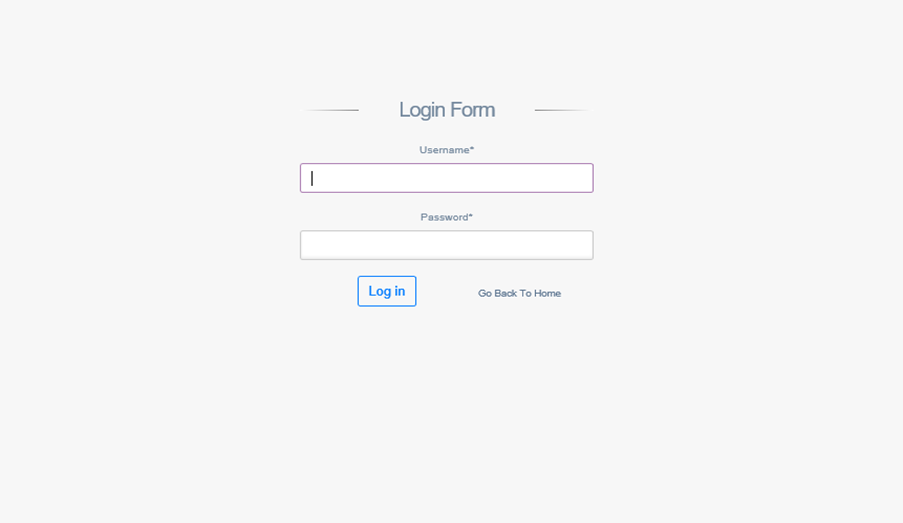 Login Form
Username*
Password*
Log in
Go Back To Home